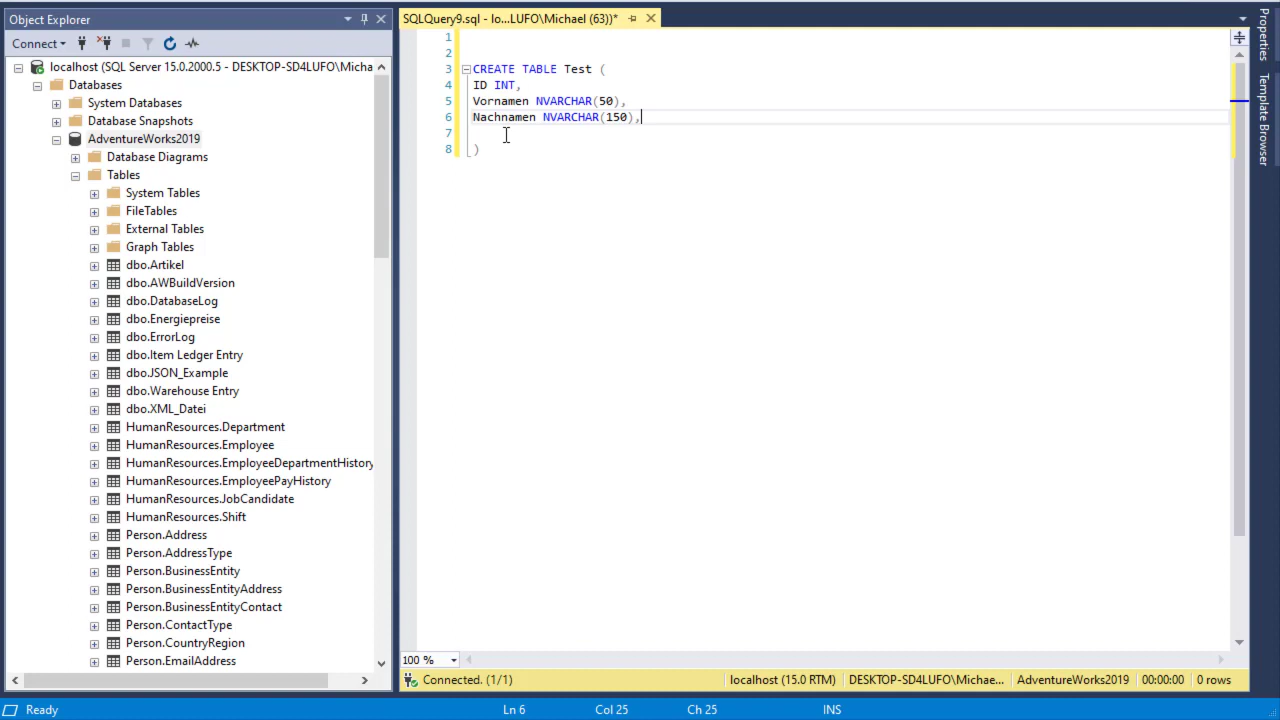 Object Explorer
Connect
localhost (SQL Server 15.0.2000.5 - DESKTOP-SD4LUFO\Micha
Databases
System Databases
Database Snapshots
AdventureWorks2019
Database Diagrams
Tables
System Tables
FileTables
External Tables
Graph Tables
dbo.Artikel
dbo.AWBuildVersion
dbo.DatabaseLog
dbo.Energiepreise
dbo.ErrorLog
dbo.Item Ledger Entry
dbo.JSON_Example
dbo.Warehouse Entry
dbo.XML_Datei
HumanResources.Department
HumanResources.Employee
HumanResources.EmployeeDepartmentHistory
HumanResources.EmployeePayHistory
HumanResources.JobCandidate
HumanResources.Shift
Person.Address
Person.AddressType
Person.BusinessEntity
Person.BusinessEntityAddress
Person.BusinessEntityContact
Person.ContactType
Person.CountryRegion
Person.EmailAddress
SQLQuery9.sql - lo...LUFO\Michael (63))*
1
2
3 CREATE TABLE Test (
4 ID INT,
5 Vornamen NVARCHAR(50),
6 Nachnamen NVARCHAR(150),
7
8 )
100 %
Connected. (1/1)
localhost (15.0 RTM)
DESKTOP-SD4LUFO\Michae...
AdventureWorks2019
00:00:00
0 rows
Properties
Template Browser
Ready
Ln 6
Col 25
Ch 25
INS